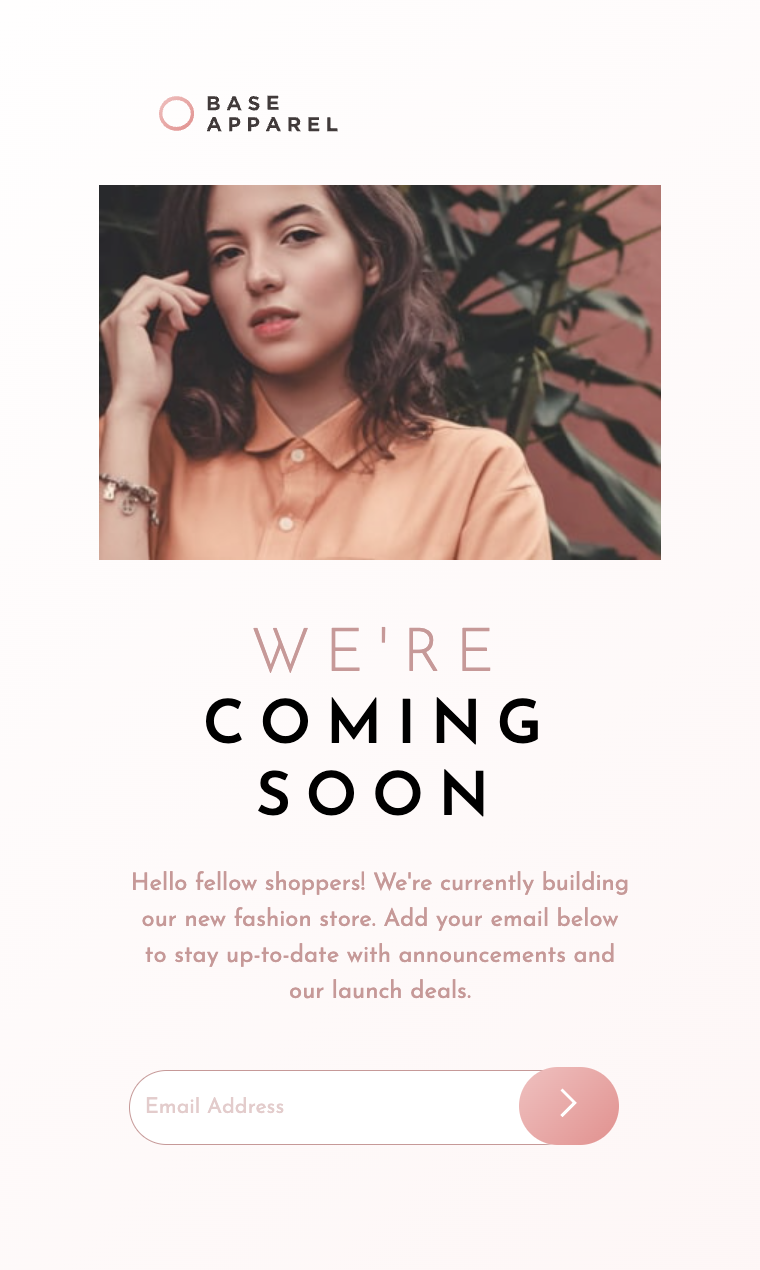 BASE
APPAREL
WE'RE
COMING
SOON
Hello fellow shoppers! We're currently building
our new fashion store. Add your email below
to stay up-to-date with announcements and
our launch deals.
Email Address